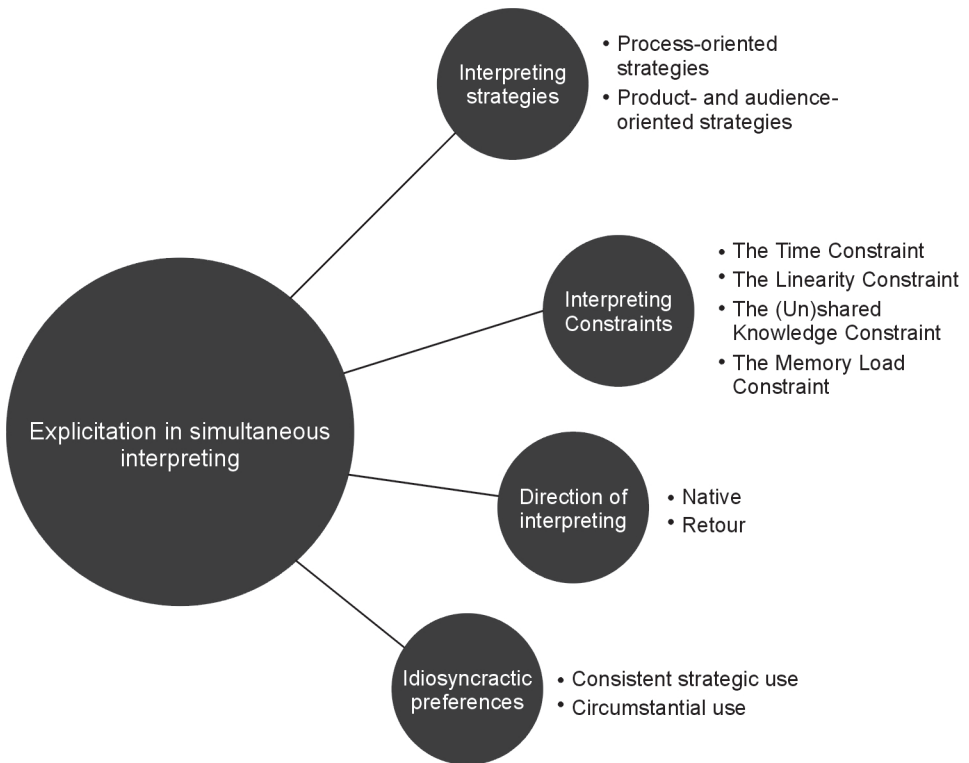 Interpreting
strategies
• Process-oriented
strategies
• Product- and audience-
oriented strategies
Interpreting
Constraints
• The Time Constraint
• The Linearity Constraint
• The (Un)shared
Knowledge Constraint
• The Memory Load
Constraint
Explicitation in simultaneous
interpreting
Direction of
interpreting
• Native
• Retour
Idiosyncractic
preferences
• Consistent strategic use
• Circumstantial use